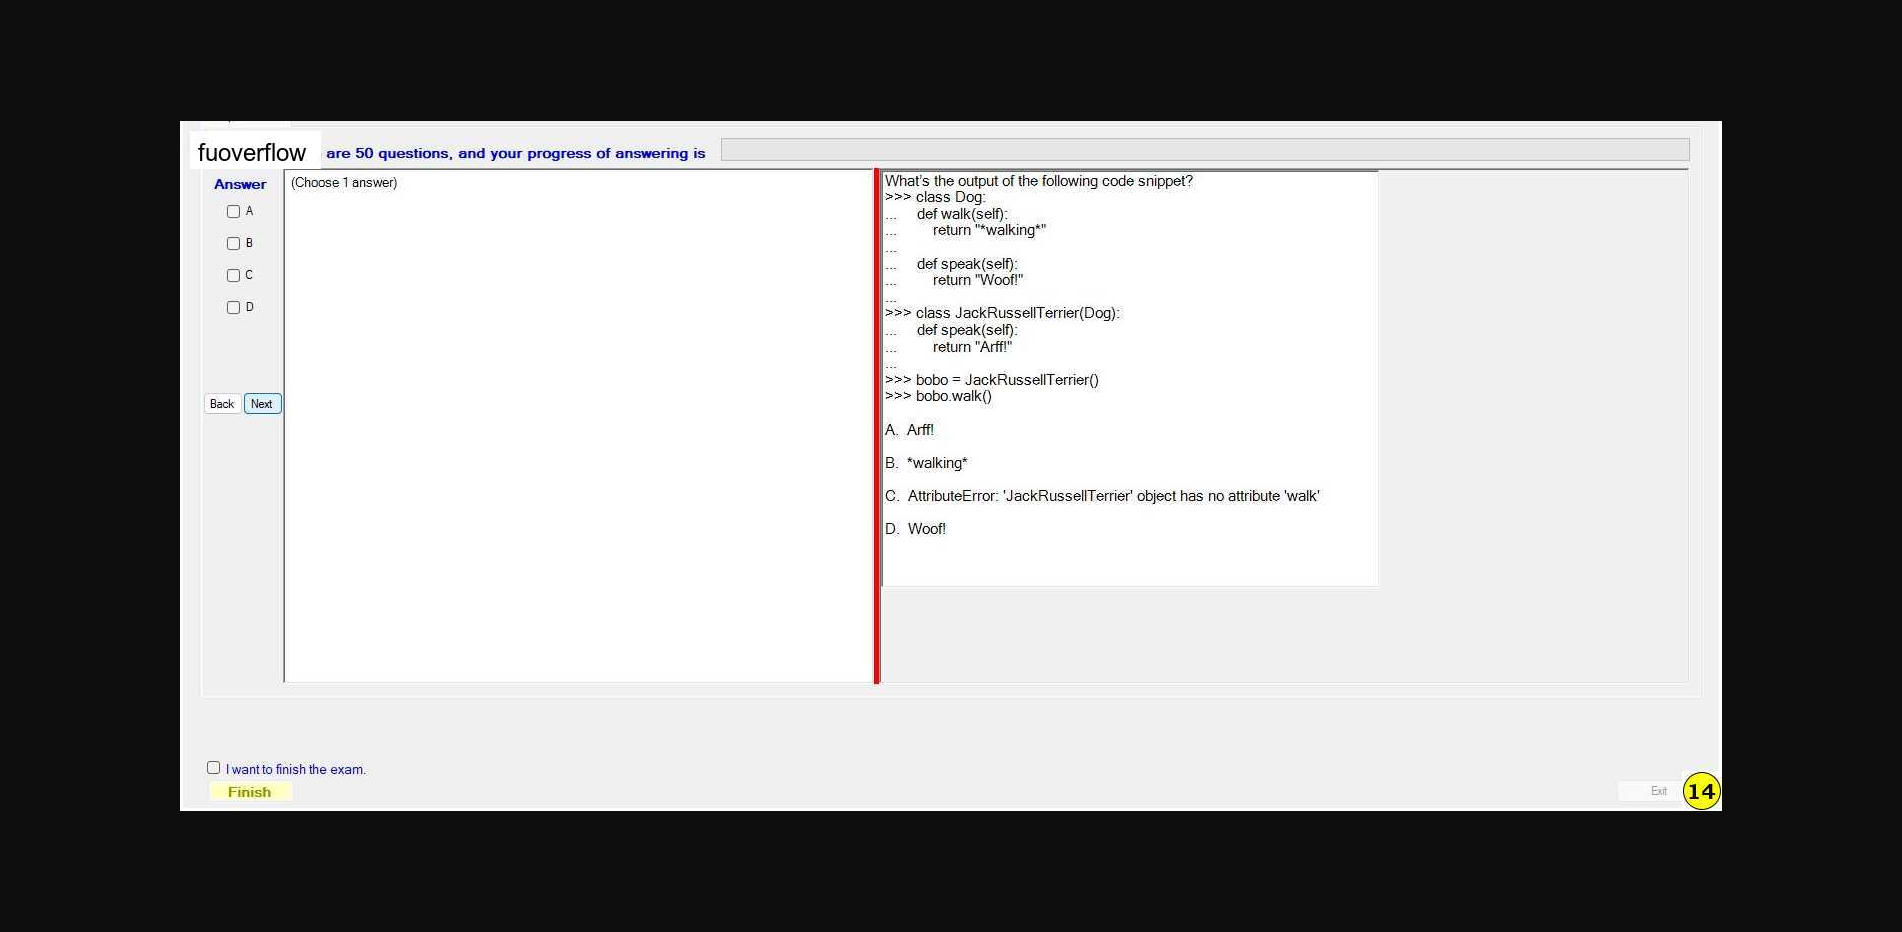 fuoverflow are 50 questions, and your progress of answering is
Answer
A
B
C
D
Back Next
(Choose 1 answer)
What's the output of the following code snippet?
>>> class Dog:
... def walk(self):
... return "*walking*"
...
... def speak(self):
... return "Woof!"
...
>>> class JackRussellTerrier(Dog):
... def speak(self):
... return "Arff!"
...
>>> bobo = JackRussellTerrier()
>>> bobo.walk()
A. Arff!
B. *walking*
C. AttributeError: 'JackRussellTerrier' object has no attribute 'walk'
D. Woof!
I want to finish the exam.
Finish
Exit
14